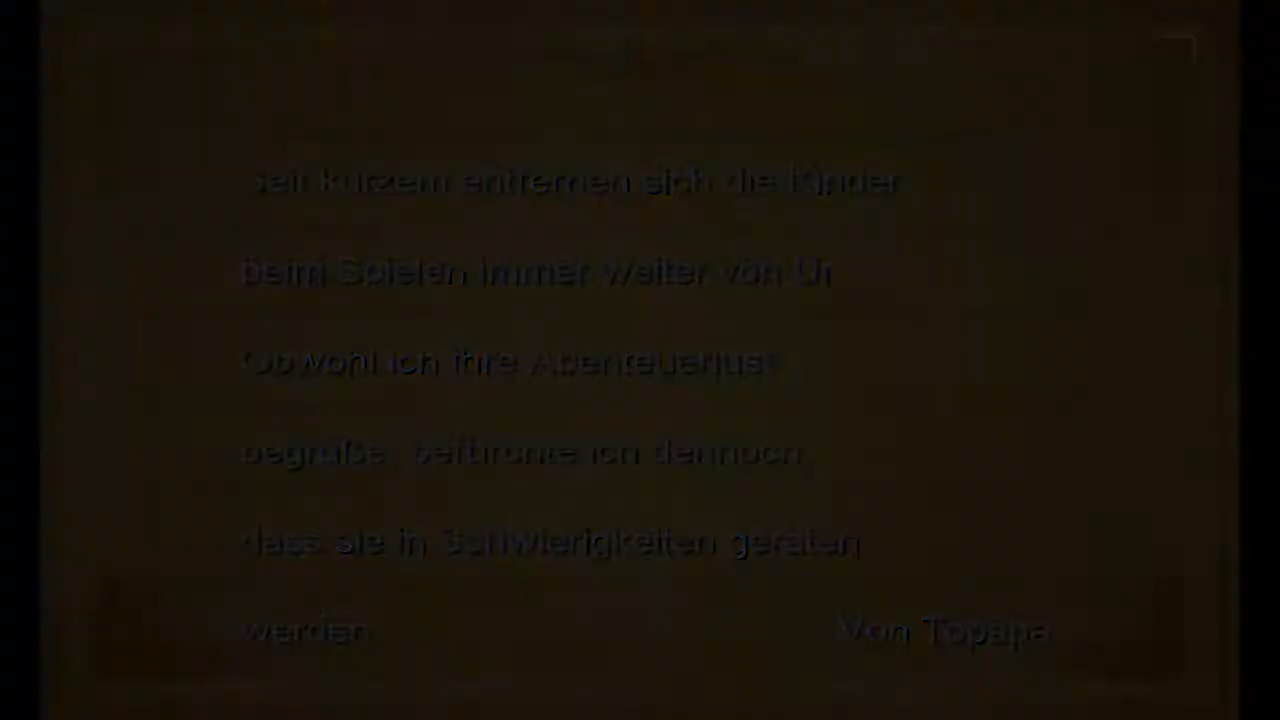 seit kurzem entfernen sich die Kinder
beim Spielen immer weiter von
Obwohl ich ihre Abenteuerlust
begrüße, befürchte ich dennoch,
dass sie in Schwierigkeiten geraten
werden. Von Topapa